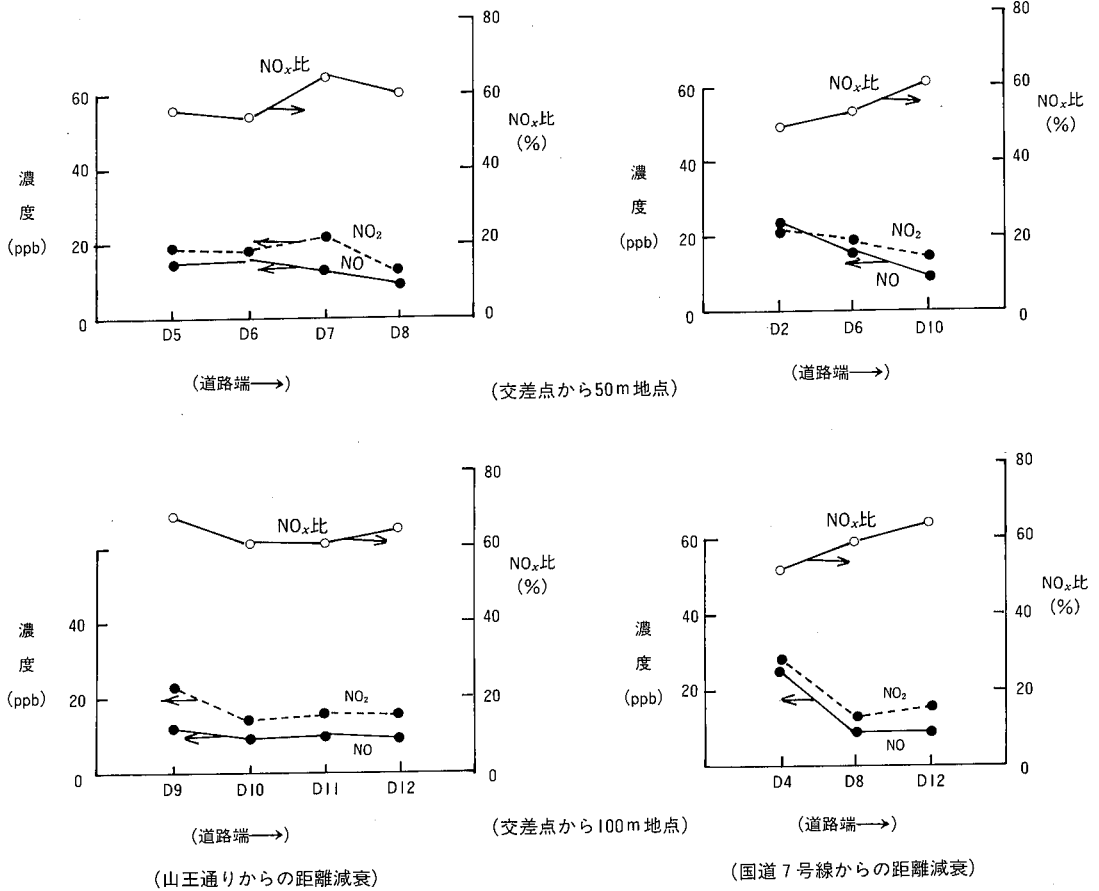 80
NOx比
60
60
NOx比
(%)
40
40
濃
度
(ppb)
NO2
20
20
NO
0
0
D5 D6 D7 D8
(道路端→)
80
NOx比
60
60
NOx比
(%)
40
40
濃
度
(ppb)
NO2
20
20
NO
0
0
D2 D6 D10
(道路端→)
(交差点から50m地点)
80
NOx比
60
NOx比
(%)
40
40
濃
度
(ppb)
NO2
20
20
NO
0
0
D9 D10 D11 D12
(道路端→)
80
NOx比
60
60
NOx比
(%)
40
40
濃
度
(ppb)
NO2
20
20
NO
0
0
D4 D8 D12
(道路端→)
(交差点から100m地点)
(山王通りからの距離減衰)
(国道7号線からの距離減衰)